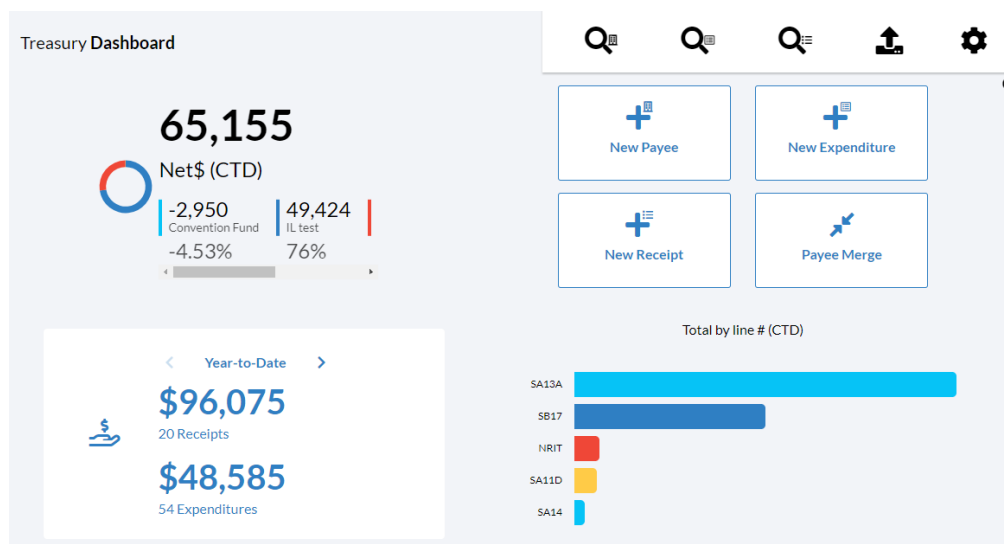 Treasury Dashboard
65,155
Net$ (CTD)
-2,950
Convention Fund
-4.53%
49,424
IL test
76%
New Payee
New Expenditure
New Receipt
Payee Merge
Year-to-Date
$96,075
20 Receipts
$48,585
54 Expenditures
Total by line # (CTD)
SA13A
SB17
NRIT
SA11D
SA14